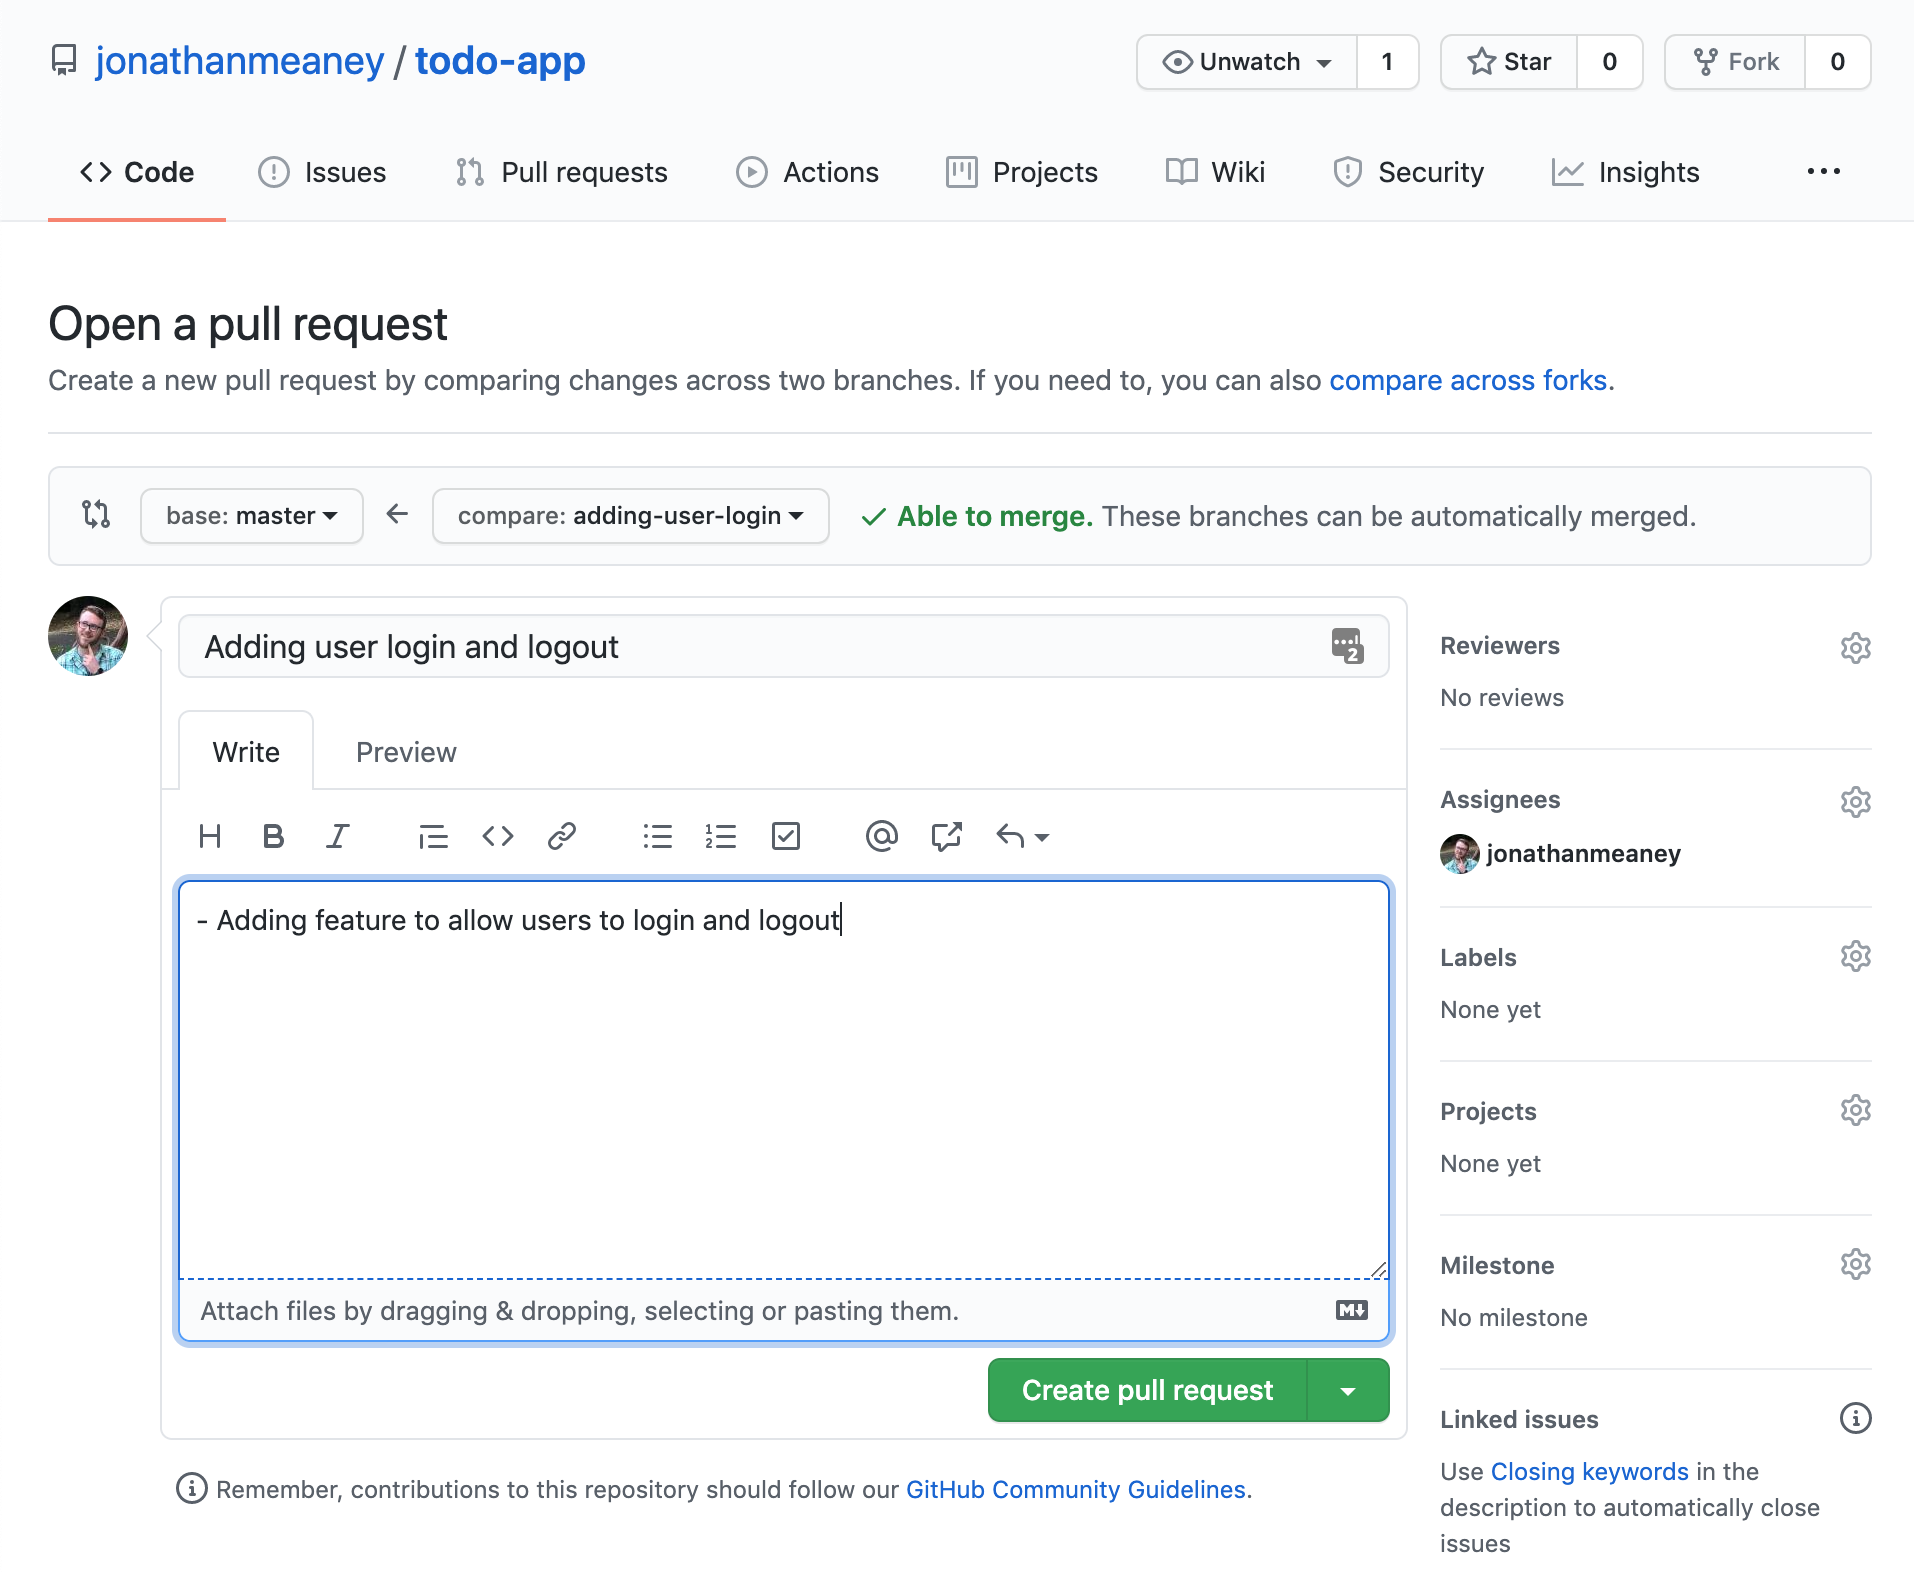 jonathanmeaney / todo-app
Unwatch 1
Star 0
Fork 0
Code
Issues
Pull requests
Actions
Projects
Wiki
Security
Insights
Open a pull request
Create a new pull request by comparing changes across two branches. If you need to, you can also compare across forks.
base: master
compare: adding-user-login
Able to merge. These branches can be automatically merged.
Adding user login and logout
2
Write
Preview
H B I
- Adding feature to allow users to login and logout
Attach files by dragging & dropping, selecting or pasting them.
M
Create pull request
Remember, contributions to this repository should follow our GitHub Community Guidelines.
Reviewers
No reviews
Assignees
jonathanmeaney
Labels
None yet
Projects
None yet
Milestone
No milestone
Linked issues
Use Closing keywords in the
description to automatically close
issues